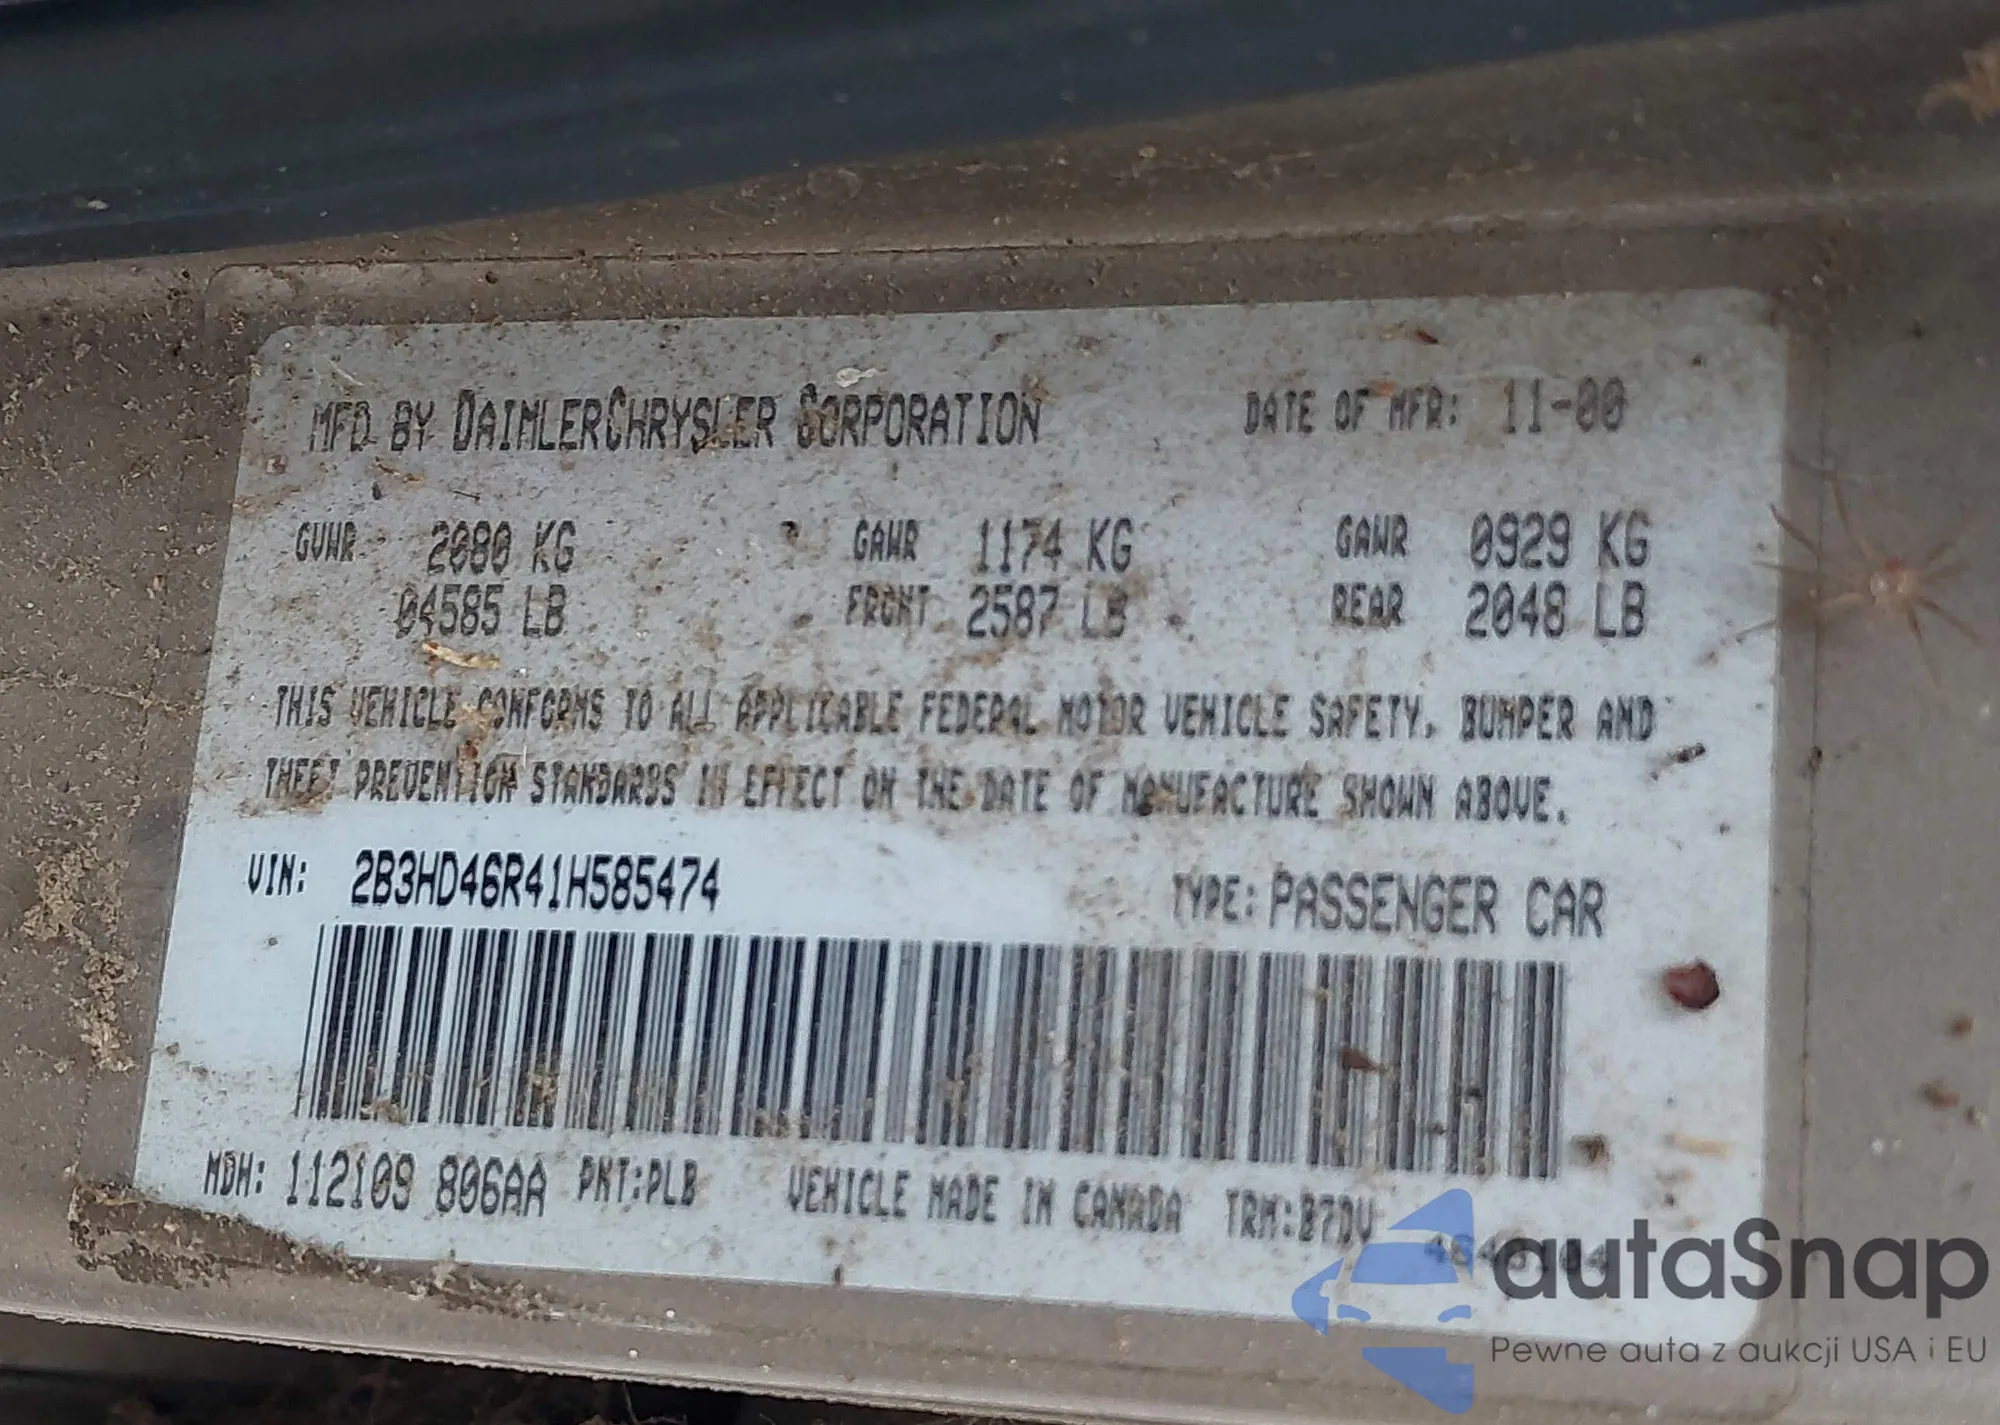 MFD BY DAIMLERCHRYSLER CORPORATION DATE OF MFR: 11-00
GVWR 2080 KG GAWR 1174 KG GAWR 0929 KG
04585 LB FRONT 2587 LB REAR 2048 LB
THIS VEHICLE CONFORMS TO ALL APPLICABLE FEDERAL MOTOR VEHICLE SAFETY, BUMPER AND
THEFT PREVENTION STANDARDS IN EFFECT ON THE DATE OF MANUFACTURE SHOWN ABOVE.
VIN: 2B3HD46R41H585474 TYPE: PASSENGER CAR
MDH: 112109 806AA PNT:PLB VEHICLE MADE IN CANADA TRM:B7DV
autaSnap
Pewne auta z aukcji USA i EU